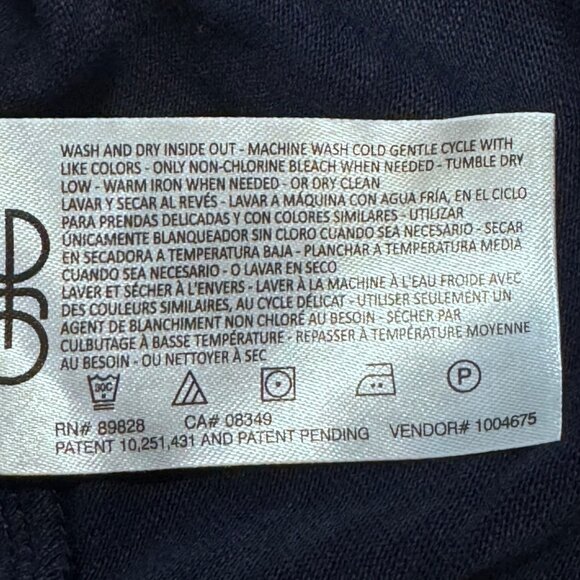 WASH AND DRY INSIDE OUT - MACHINE WASH COLD GENTLE CYCLE WITH
LIKE COLORS - ONLY NON-CHLORINE BLEACH WHEN NEEDED - TUMBLE DRY
LOW - WARM IRON WHEN NEEDED - OR DRY CLEAN
LAVAR Y SECAR AL REVÉS - LAVAR A MÁQUINA CON AGUA FRÍA, EN EL CICLO
PARA PRENDAS DELICADAS Y CON COLORES SIMILARES - UTILIZAR
ÚNICAMENTE BLANQUEADOR SIN CLORO CUANDO SEA NECESARIO - SECAR
EN SECADORA A TEMPERATURA BAJA - PLANCHAR A TEMPERATURA MEDIA
CUANDO SEA NECESARIO - O LAVAR EN SECO
LAVER ET SÉCHER À L'ENVERS - LAVER À LA MACHINE À L'EAU FROIDE AVEC
DES COULEURS SIMILAIRES, AU CYCLE DÉLICAT - UTILISER SEULEMENT UN
AGENT DE BLANCHIMENT NON CHLORÉ AU BESOIN - SÉCHER PAR
CULBUTAGE À BASSE TEMPÉRATURE - REPASSER À TEMPÉRATURE MOYENNE
AU BESOIN - OU NETTOYER À SEC
30C P
RN# 89828 CA# 08349
PATENT 10,251,431 AND PATENT PENDING VENDOR# 1004675